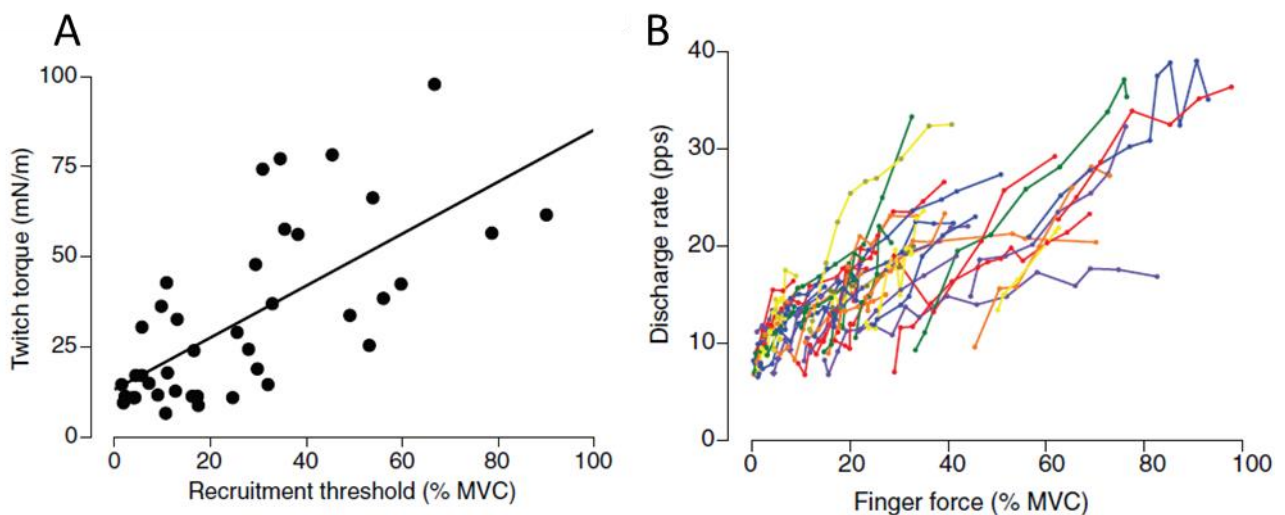 A
Twitch torque (mN/m)
100
75
50
25
0
0 20 40 60 80 100
Recruitment threshold (% MVC)
B
Discharge rate (pps)
40
30
20
10
0
0 20 40 60 80 100
Finger force (% MVC)